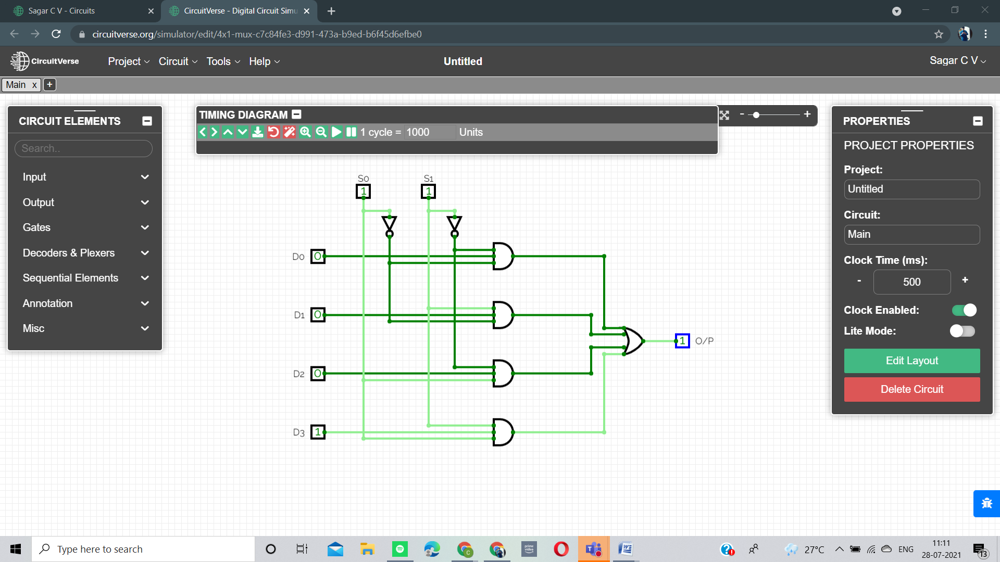 Sagar C V - Circuits
CircuitVerse - Digital Circuit Simu
circuitverse.org/simulator/edit/4x1-mux-c7c84fe3-d991-473a-b9ed-b6f45d6efbe0
CircuitVerse
Project
Circuit
Tools
Help
Untitled
Sagar C V
Main x +
CIRCUIT ELEMENTS
Search..
Input
Output
Gates
Decoders & Plexers
Sequential Elements
Annotation
Misc
TIMING DIAGRAM
1 cycle = 1000 Units
- +
S0
1
S1
1
D0 0
D1 0
D2 0
D3 1
1 O/P
PROPERTIES
PROJECT PROPERTIES
Project:
Untitled
Circuit:
Main
Clock Time (ms):
- 500 +
Clock Enabled:
Lite Mode:
Edit Layout
Delete Circuit
Type here to search
prime video
27°C
ENG
11:11
28-07-2021
13